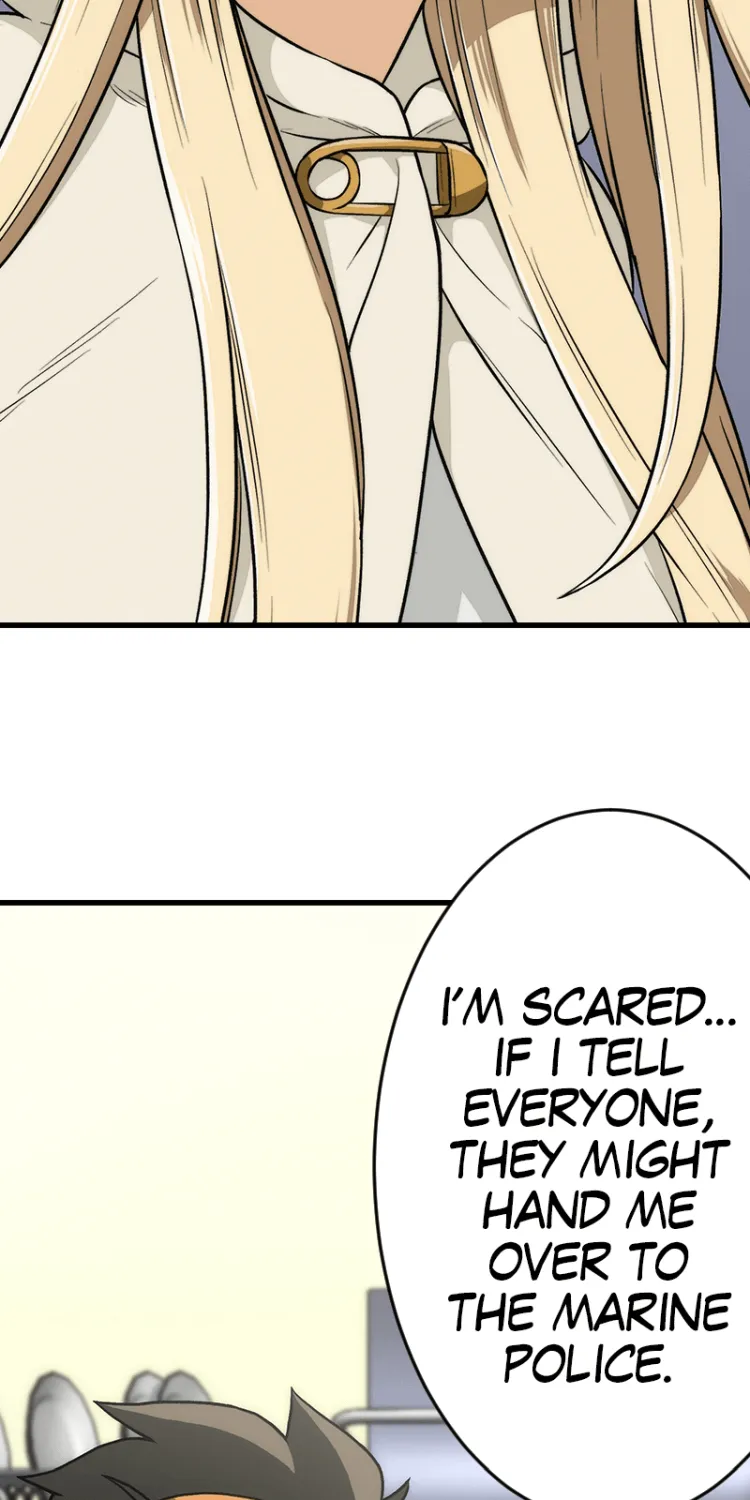 I'M SCARED...
IF I TELL
EVERYONE,
THEY MIGHT
HAND ME
OVER TO
THE MARINE
POLICE.